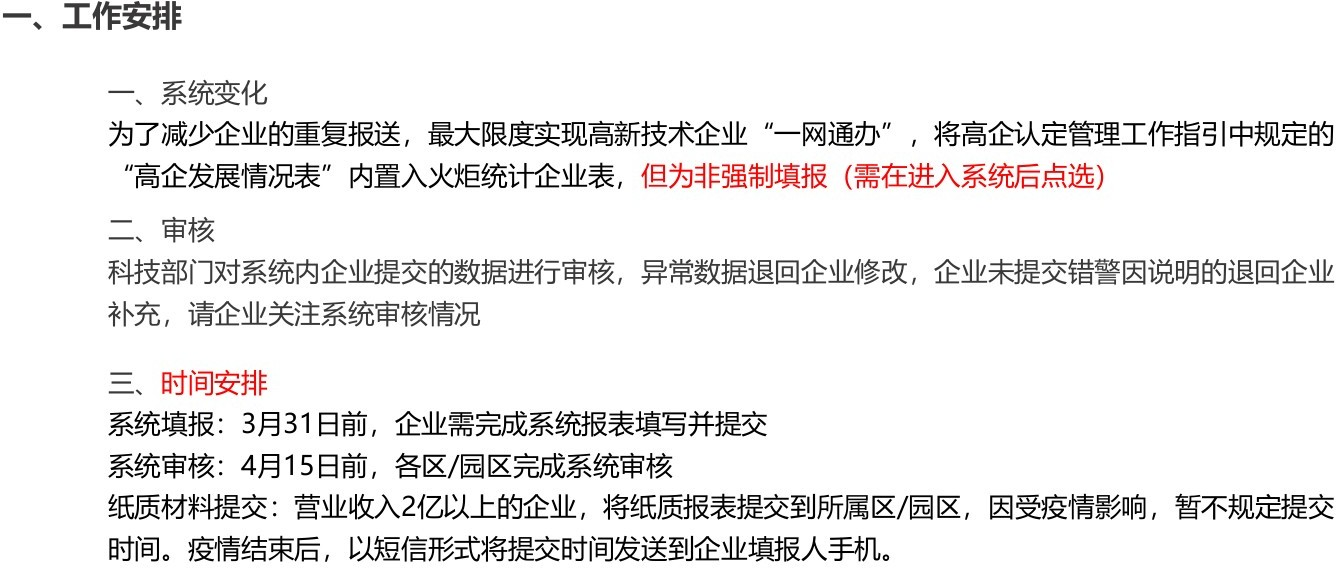 一、工作安排
一、系统变化
为了减少企业的重复报送，最大限度实现高新技术企业“一网通办”，将高企认定管理工作指引中规定的
“高企发展情况表”内置入火炬统计企业表，但为非强制填报（需在进入系统后点选）
二、审核
科技部门对系统内企业提交的数据进行审核，异常数据退回企业修改，企业未提交错警因说明的退回企业
补充，请企业关注系统审核情况
三、时间安排
系统填报：3月31日前，企业需完成系统报表填写并提交
系统审核：4月15日前，各区/园区完成系统审核
纸质材料提交：营业收入2亿以上的企业，将纸质报表提交到所属区/园区，因受疫情影响，暂不规定提交
时间。疫情结束后，以短信形式将提交时间发送到企业填报人手机。